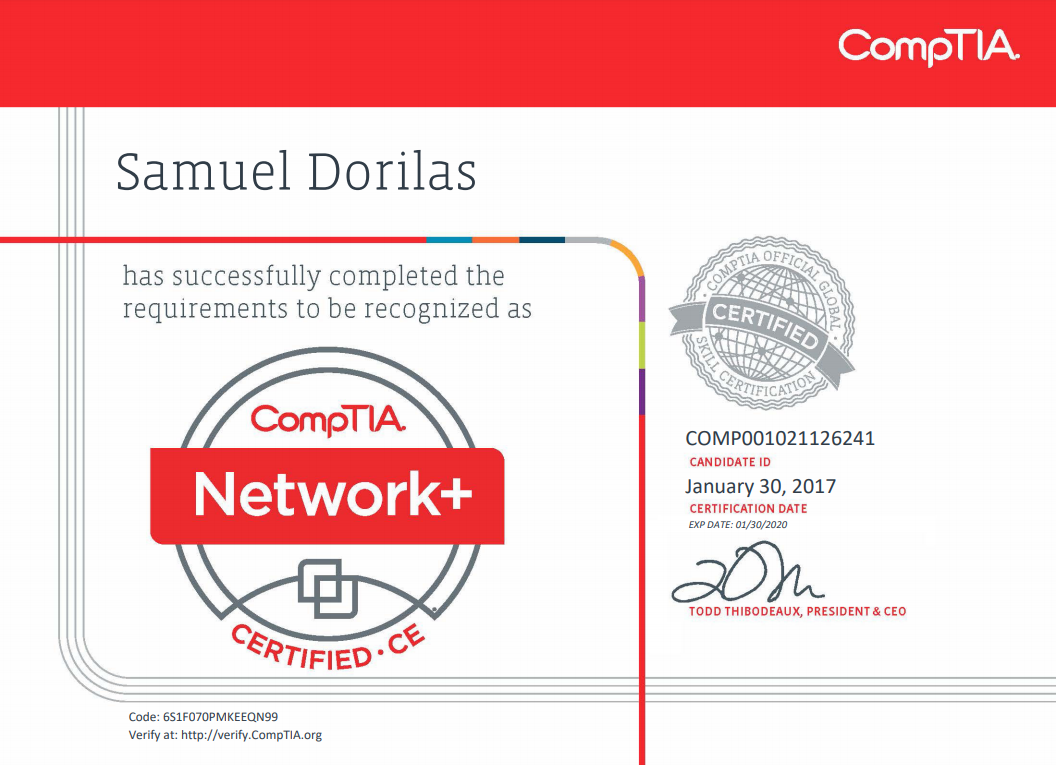 CompTIA.
Samuel Dorilas
has successfully completed the
requirements to be recognized as
CompTIA.
Network+
CERTIFIED · CE
COMPTIA OFFICIAL GLOBAL
CERTIFIED
SKILL CERTIFICATION
COMP001021126241
CANDIDATE ID
January 30, 2017
CERTIFICATION DATE
EXP DATE: 01/30/2020
TODD THIBODEAUX, PRESIDENT & CEO
Code: 6S1F070PMKEEQN99
Verify at: http://verify.CompTIA.org